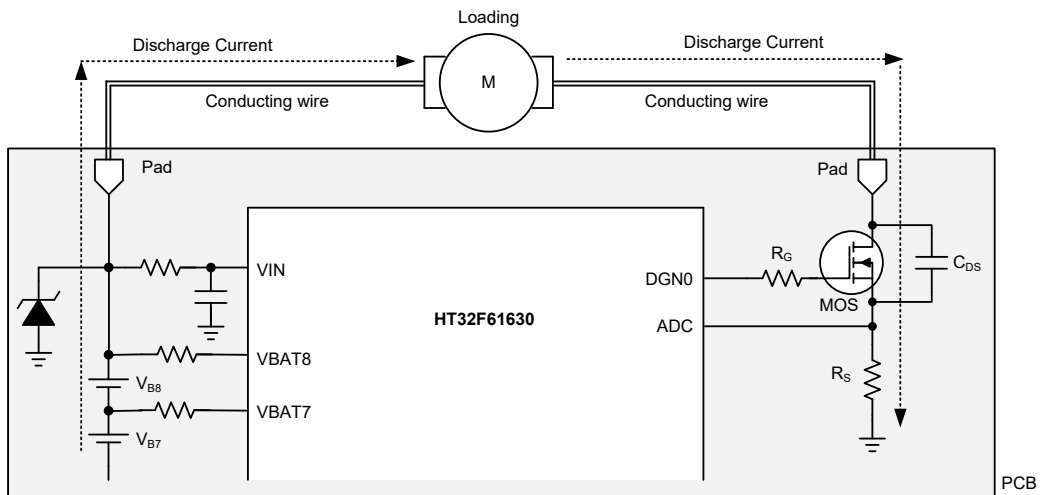 Loading
Discharge Current
Discharge Current
M
Conducting wire
Conducting wire
Pad
Pad
VIN
DGN0
RG
CDS
MOS
HT32F61630
ADC
VBAT8
RS
VB8
VBAT7
VB7
PCB